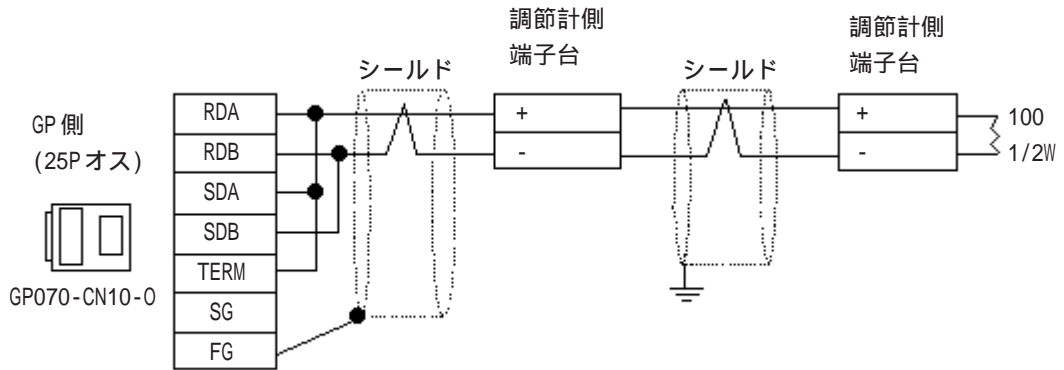 調節計側
端子台
調節計側
端子台
シールド
シールド
GP側
(25Pオス)
GP070-CN10-O
RDA
RDB
SDA
SDB
TERM
SG
FG
+
-
+
-
100
1/2W